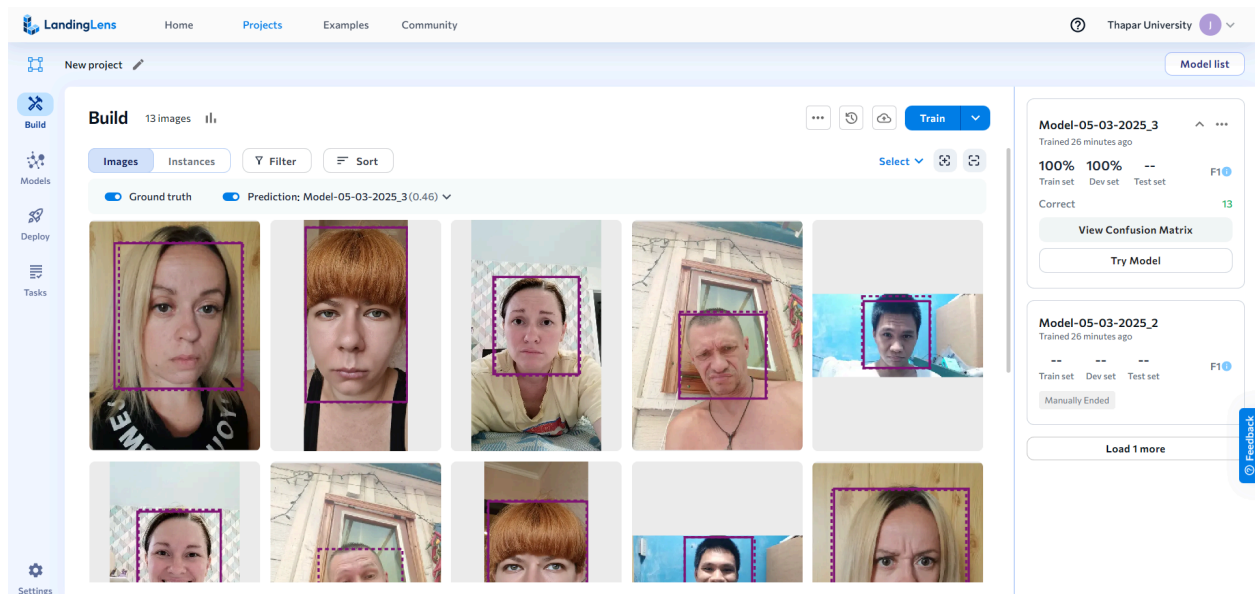 LandingLens
Home
Projects
Examples
Community
Thapar University
I
New project
Model list
Build
Models
Deploy
Tasks
Settings
Build
13 images
Train
Images
Instances
Filter
Sort
Select
Ground truth
Prediction: Model-05-03-2025_3 (0.46)
Model-05-03-2025_3
Trained 26 minutes ago
100% 100% --
Train set Dev set Test set
F1
Correct 13
View Confusion Matrix
Try Model
Model-05-03-2025_2
Trained 26 minutes ago
-- -- --
Train set Dev set Test set
F1
Manually Ended
Load 1 more
Feedback